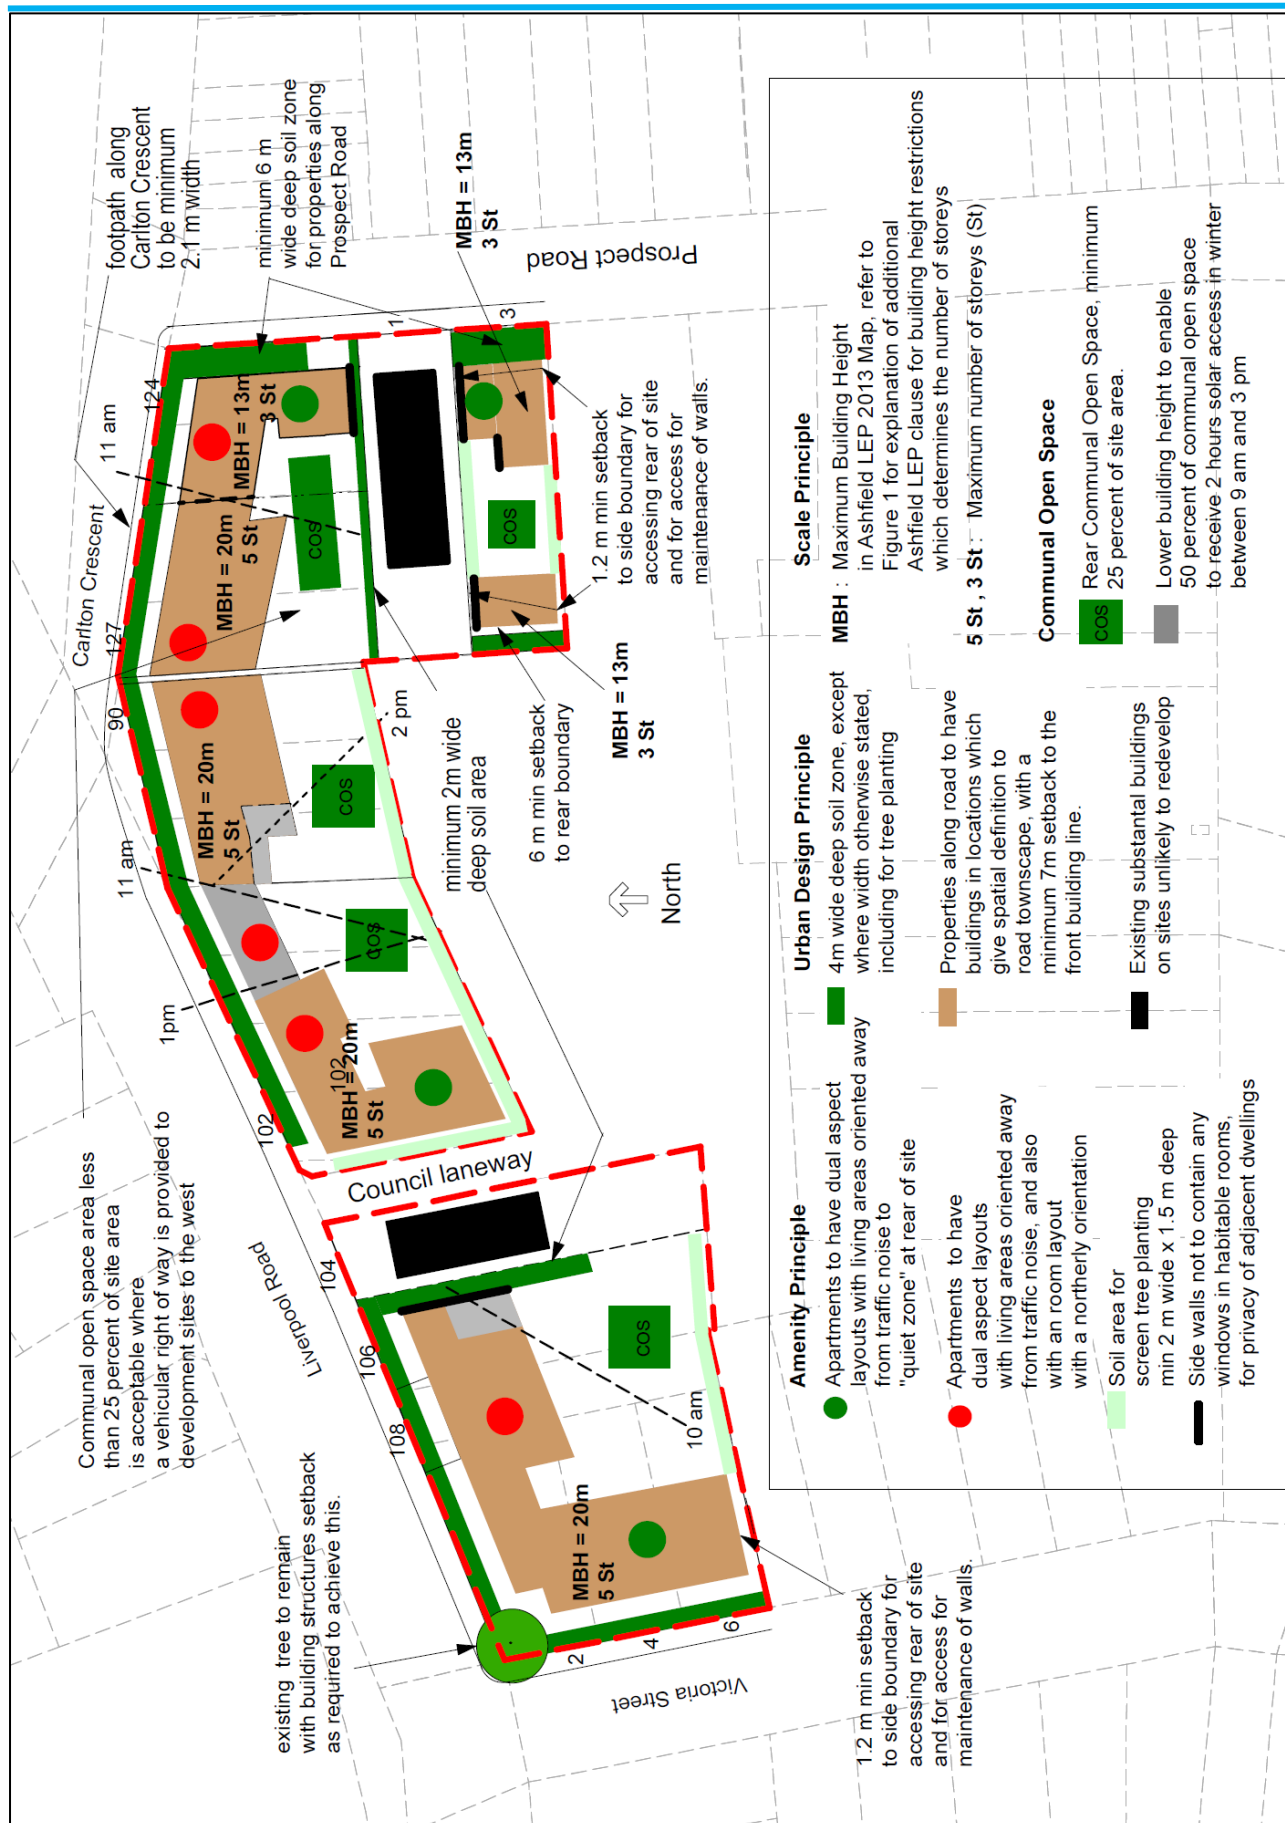 footpath along
Carlton Crescent
to be minimum
2.1 m width
minimum 6 m
wide deep soil zone
for properties along
Prospect Road
MBH = 13m
3 St
Prospect Road
1
3
124
11 am
Carlton Crescent
127
90
MBH = 13m
3 St
MBH = 20m
5 St
COS
COS
1.2 m min setback
to side boundary for
accessing rear of site
and for access for
maintenance of walls.
MBH = 13m
3 St
6 m min setback
to rear boundary
minimum 2m wide
deep soil area
2 pm
MBH = 20m
5 St
COS
11 am
COS
1pm
North
102
MBH = 20m
5 St
102
Council laneway
Communal open space area less
than 25 percent of site area
is acceptable where
a vehicular right of way is provided to
development sites to the west
Liverpool Road
104
106
108
COS
10 am
MBH = 20m
5 St
existing tree to remain
with building structures setback
as required to achieve this.
2
4
6
Victoria Street
1.2 m min setback
to side boundary for
accessing rear of site
and for access for
maintenance of walls.
Amenity Principle
Apartments to have dual aspect
layouts with living areas oriented away
from traffic noise to
"quiet zone" at rear of site
Apartments to have
dual aspect layouts
with living areas oriented away
from traffic noise, and also
with an room layout
with a northerly orientation
Soil area for
screen tree planting
min 2 m wide x 1.5 m deep
Side walls not to contain any
windows in habitable rooms,
for privacy of adjacent dwellings
Urban Design Principle
4m wide deep soil zone, except
where width otherwise stated,
including for tree planting
Properties along road to have
buildings in locations which
give spatial definition to
road townscape, with a
minimum 7m setback to the
front building line.
Existing substantal buildings
on sites unlikely to redevelop
Scale Principle
MBH : Maximum Building Height
in Ashfield LEP 2013 Map, refer to
Figure 1 for explanation of additional
Ashfield LEP clause for building height restrictions
which determines the number of storeys
5 St , 3 St : Maximum number of storeys (St)
Communal Open Space
COS Rear Communal Open Space, minimum
25 percent of site area.
Lower building height to enable
50 percent of communal open space
to receive 2 hours solar access in winter
between 9 am and 3 pm